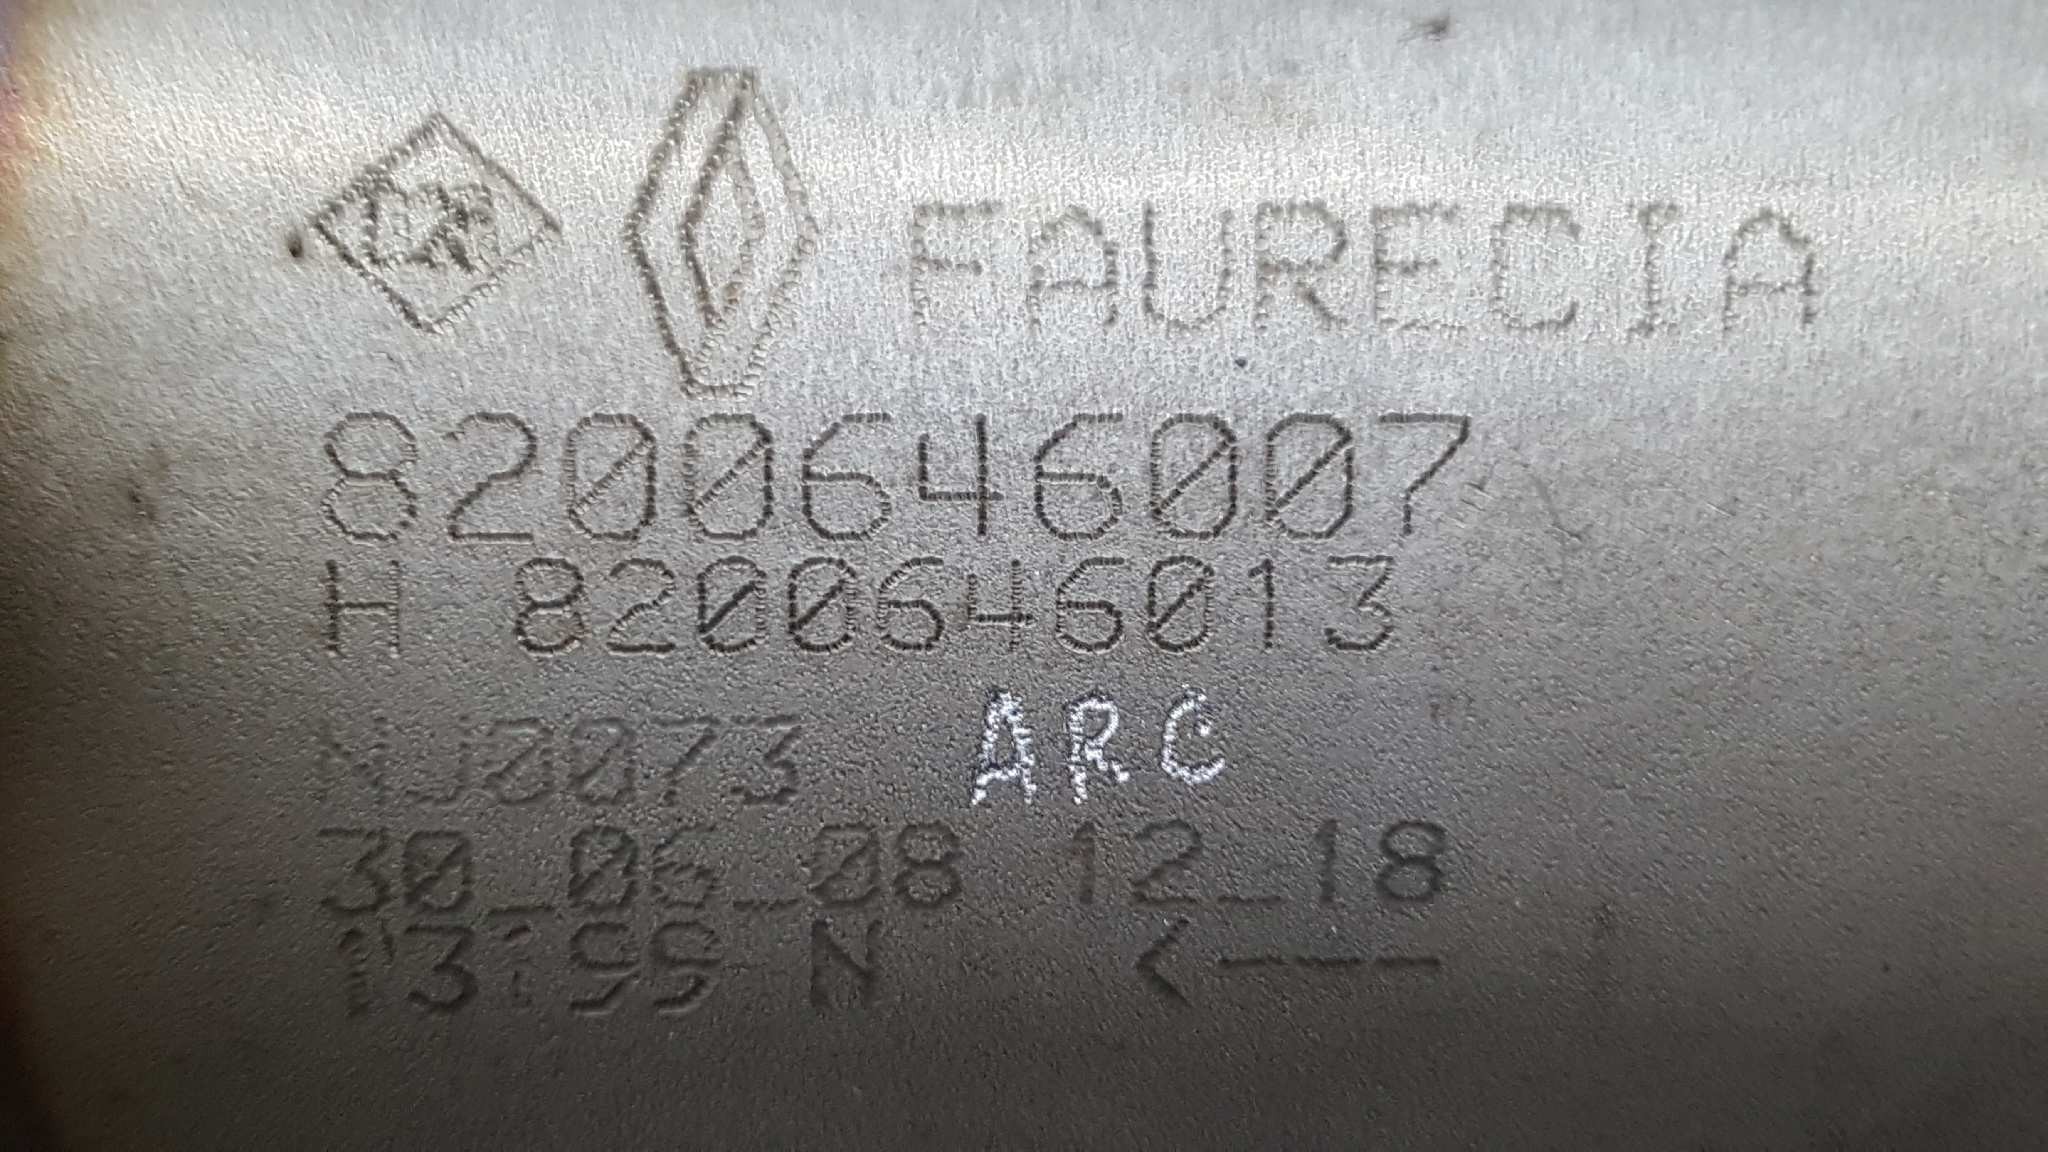 FAURECIA
8200646007
H 8200646013
NJ0073 ARC
30_06_08 12_18
13:55 N <---